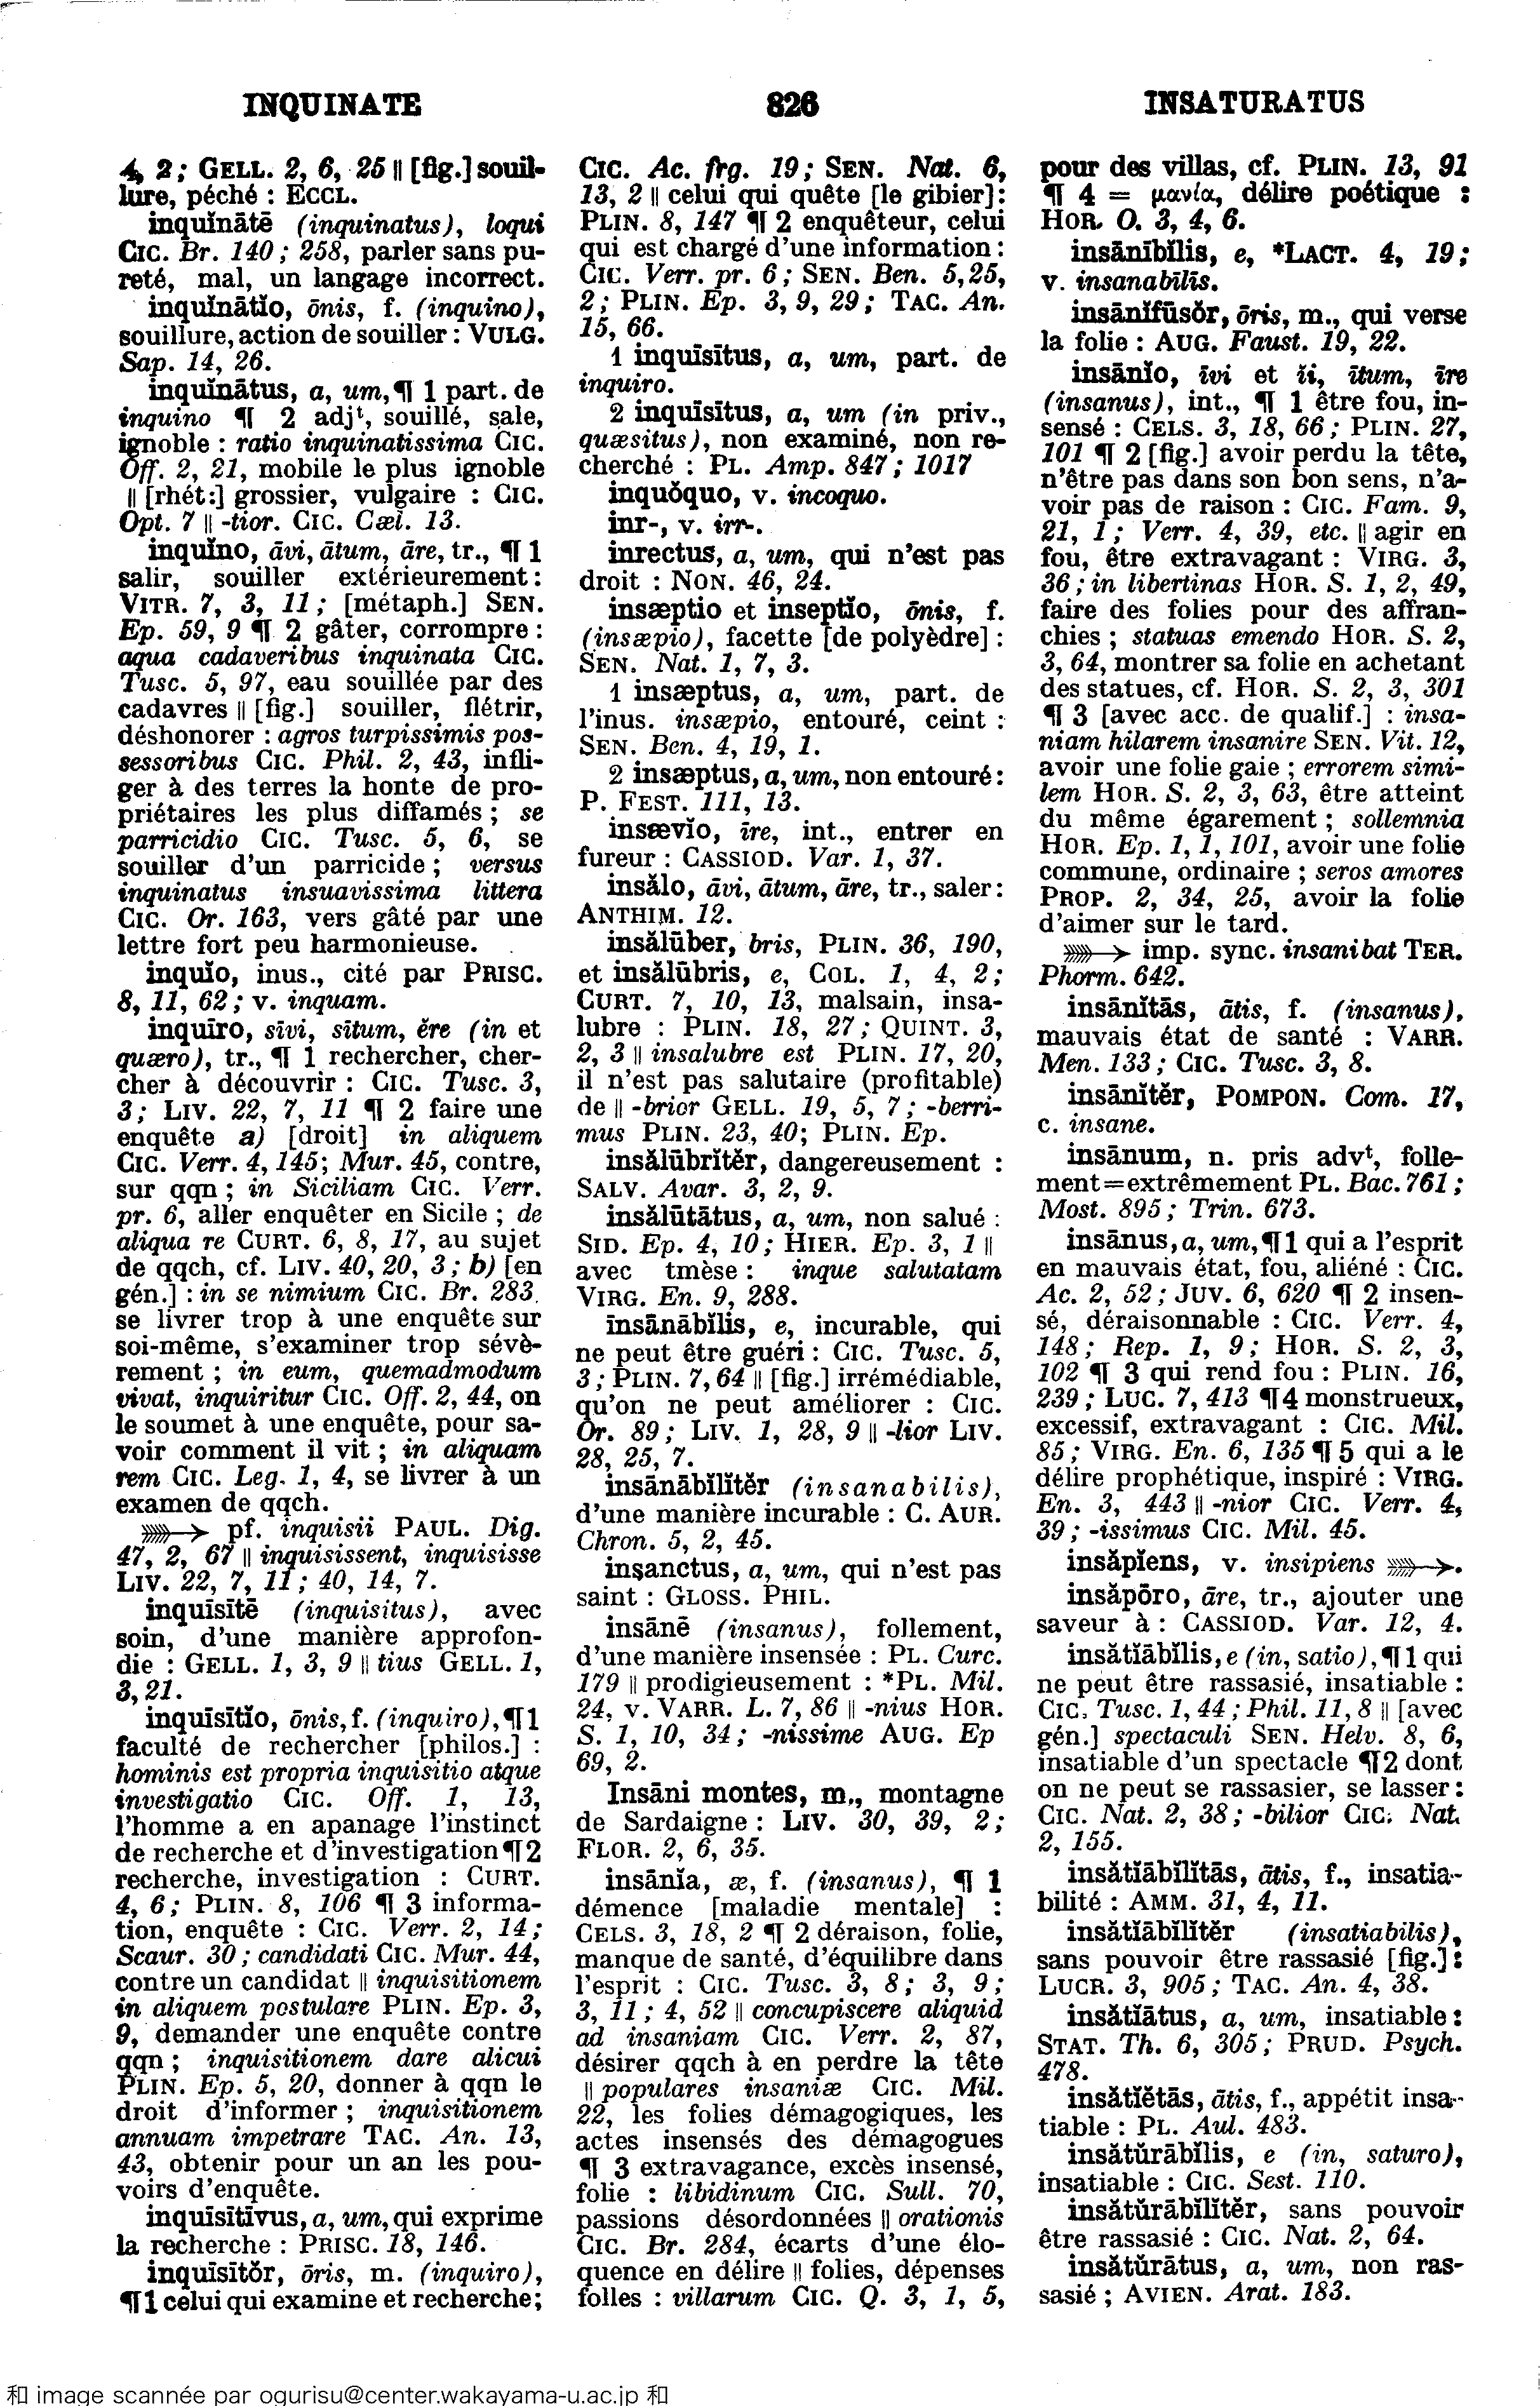 INQUINATE
826
INSATURATUS
4, 2 ; GELL. 2, 6, 25 || [fig.] souil-
lure, péché : ECCL.
inquĭnātē (inquinatus), loqui
CIC. Br. 140 ; 258, parler sans pu-
reté, mal, un langage incorrect.
inquĭnātĭo, ōnis, f. (inquino),
souillure, action de souiller : VULG.
Sap. 14, 26.
inquĭnātus, a, um, ¶ 1 part. de
inquino ¶ 2 adjᵗ, souillé, sale,
ignoble : ratio inquinatissima CIC.
Off. 2, 21, mobile le plus ignoble
|| [rhét:] grossier, vulgaire : CIC.
Opt. 7 || -tior. CIC. Cæl. 13.
inquĭno, āvi, ātum, āre, tr., ¶ 1
salir, souiller extérieurement :
VITR. 7, 3, 11 ; [métaph.] SEN.
Ep. 59, 9 ¶ 2 gâter, corrompre :
aqua cadaveribus inquinata CIC.
Tusc. 5, 97, eau souillée par des
cadavres || [fig.] souiller, flétrir,
déshonorer : agros turpissimis pos-
sessoribus CIC. Phil. 2, 43, infli-
ger à des terres la honte de pro-
priétaires les plus diffamés ; se
parricidio CIC. Tusc. 5, 6, se
souiller d'un parricide ; versus
inquinatus insuavissima littera
CIC. Or. 163, vers gâté par une
lettre fort peu harmonieuse.
inquĭo, inus., cité par PRISC.
8, 11, 62 ; v. inquam.
inquīro, sīvi, sītum, ĕre (in et
quæro), tr., ¶ 1 rechercher, cher-
cher à découvrir : CIC. Tusc. 3,
3 ; LIV. 22, 7, 11 ¶ 2 faire une
enquête a) [droit] in aliquem
CIC. Verr. 4, 145 ; Mur. 45, contre,
sur qqn ; in Siciliam CIC. Verr.
pr. 6, aller enquêter en Sicile ; de
aliqua re CURT. 6, 8, 17, au sujet
de qqch, cf. LIV. 40, 20, 3 ; b) [en
gén.] : in se nimium CIC. Br. 283
se livrer trop à une enquête sur
soi-même, s'examiner trop sévè-
rement ; in eum, quemadmodum
vivat, inquiritur CIC. Off. 2, 44, on
le soumet à une enquête, pour sa-
voir comment il vit ; in aliquam
rem CIC. Leg. 1, 4, se livrer à un
examen de qqch.
pf. inquisii PAUL. Dig.
47, 2, 67 || inquisissent, inquisisse
LIV. 22, 7, 11 ; 40, 14, 7.
inquīsītē (inquisitus), avec
soin, d'une manière approfon-
die : GELL. 1, 3, 9 || tius GELL. 1,
3, 21.
inquīsītĭo, ōnis, f. (inquiro), ¶ 1
faculté de rechercher [philos.] :
hominis est propria inquisitio atque
investigatio CIC. Off. 1, 13,
l'homme a en apanage l'instinct
de recherche et d'investigation ¶ 2
recherche, investigation : CURT.
4, 6 ; PLIN. 8, 106 ¶ 3 informa-
tion, enquête : CIC. Verr. 2, 14 ;
Scaur. 30 ; candidati CIC. Mur. 44,
contre un candidat || inquisitionem
in aliquem postulare PLIN. Ep. 3,
9, demander une enquête contre
qqn ; inquisitionem dare alicui
PLIN. Ep. 5, 20, donner à qqn le
droit d'informer ; inquisitionem
annuam impetrare TAC. An. 13,
43, obtenir pour un an les pou-
voirs d'enquête.
inquīsītīvus, a, um, qui exprime
la recherche : PRISC. 18, 146.
inquīsītŏr, ōris, m. (inquiro),
¶ 1 celui qui examine et recherche ;
CIC. Ac. frg. 19 ; SEN. Nat. 6,
13, 2 || celui qui quête [le gibier] :
PLIN. 8, 147 ¶ 2 enquêteur, celui
qui est chargé d'une information :
CIC. Verr. pr. 6 ; SEN. Ben. 5, 25,
2 ; PLIN. Ep. 3, 9, 29 ; TAC. An.
15, 66.
1 inquīsītus, a, um, part. de
inquiro.
2 inquīsītus, a, um (in priv.,
quæsitus), non examiné, non re-
cherché : PL. Amp. 847 ; 1017
inquŏquo, v. incoquo.
inr-, v. irr-.
inrectus, a, um, qui n'est pas
droit : NON. 46, 24.
insæptio et inseptĭo, ōnis, f.
(insæpio), facette [de polyèdre] :
SEN. Nat. 1, 7, 3.
1 insæptus, a, um, part. de
l'inus. insæpio, entouré, ceint :
SEN. Ben. 4, 19, 1.
2 insæptus, a, um, non entouré :
P. FEST. 111, 13.
insævĭo, īre, int., entrer en
fureur : CASSIOD. Var. 1, 37.
insălo, āvi, ātum, āre, tr., saler :
ANTHIM. 12.
insălūber, bris, PLIN. 36, 190,
et insălūbris, e, COL. 1, 4, 2 ;
CURT. 7, 10, 13, malsain, insa-
lubre : PLIN. 18, 27 ; QUINT. 3,
2, 3 || insalubre est PLIN. 17, 20,
il n'est pas salutaire (profitable)
de || -brior GELL. 19, 5, 7 ; -berri-
mus PLIN. 23, 40; PLIN. Ep.
insălūbrĭtĕr, dangereusement :
SALV. Avar. 3, 2, 9.
insălūtātus, a, um, non salué :
SID. Ep. 4, 10 ; HIER. Ep. 3, 1 ||
avec tmèse : inque salutatam
VIRG. En. 9, 288.
īnsānābĭlis, e, incurable, qui
ne peut être guéri : CIC. Tusc. 5,
3 ; PLIN. 7, 64 || [fig.] irrémédiable,
qu'on ne peut améliorer : CIC.
Or. 89 ; LIV. 1, 28, 9 || -lior LIV.
28, 25, 7.
insānābĭlĭtĕr (insanabilis),
d'une manière incurable : C. AUR.
Chron. 5, 2, 45.
insanctus, a, um, qui n'est pas
saint : GLOSS. PHIL.
insānē (insanus), follement,
d'une manière insensée : PL. Curc.
179 || prodigieusement : *PL. Mil.
24, v. VARR. L. 7, 86 || -nius HOR.
S. 1, 10, 34 ; -nissime AUG. Ep
69, 2.
Insāni montes, m., montagne
de Sardaigne : LIV. 30, 39, 2 ;
FLOR. 2, 6, 35.
insānĭa, æ, f. (insanus), ¶ 1
démence [maladie mentale] :
CELS. 3, 18, 2 ¶ 2 déraison, folie,
manque de santé, d'équilibre dans
l'esprit : CIC. Tusc. 3, 8 ; 3, 9 ;
3, 11 ; 4, 52 || concupiscere aliquid
ad insaniam CIC. Verr. 2, 87,
désirer qqch à en perdre la tête
|| populares insaniæ CIC. Mil.
22, les folies démagogiques, les
actes insensés des démagogues
¶ 3 extravagance, excès insensé,
folie : libidinum CIC. Sull. 70,
passions désordonnées || orationis
CIC. Br. 284, écarts d'une élo-
quence en délire || folies, dépenses
folles : villarum CIC. Q. 3, 1, 5,
pour des villas, cf. PLIN. 13, 91
¶ 4 = μανία, délire poétique :
HOR. O. 3, 4, 6.
insānĭbĭlis, e, *LACT. 4, 19 ;
v. insanabĭlis.
insānĭfūsŏr, ōris, m., qui verse
la folie : AUG. Faust. 19, 22.
insānĭo, īvi et ĭi, ītum, īre
(insanus), int., ¶ 1 être fou, in-
sensé : CELS. 3, 18, 66 ; PLIN. 27,
101 ¶ 2 [fig.] avoir perdu la tête,
n'être pas dans son bon sens, n'a-
voir pas de raison : CIC. Fam. 9,
21, 1 ; Verr. 4, 39, etc. || agir en
fou, être extravagant : VIRG. 3,
36 ; in libertinas HOR. S. 1, 2, 49,
faire des folies pour des affran-
chies ; statuas emendo HOR. S. 2,
3, 64, montrer sa folie en achetant
des statues, cf. HOR. S. 2, 3, 301
¶ 3 [avec acc. de qualif.] : insa-
niam hilarem insanire SEN. Vit. 12,
avoir une folie gaie ; errorem simi-
lem HOR. S. 2, 3, 63, être atteint
du même égarement ; sollemnia
HOR. Ep. 1, 1, 101, avoir une folie
commune, ordinaire ; seros amores
PROP. 2, 34, 25, avoir la folie
d'aimer sur le tard.
imp. sync. insanibat TER.
Phorm. 642.
insānĭtās, ātis, f. (insanus),
mauvais état de santé : VARR.
Men. 133 ; CIC. Tusc. 3, 8.
insānĭtĕr, POMPON. Com. 17,
c. insane.
insānum, n. pris advᵗ, folle-
ment = extrêmement PL. Bac. 761 ;
Most. 895 ; Trin. 673.
insānus, a, um, ¶ 1 qui a l'esprit
en mauvais état, fou, aliéné : CIC.
Ac. 2, 52 ; JUV. 6, 620 ¶ 2 insen-
sé, déraisonnable : CIC. Verr. 4,
148 ; Rep. 1, 9 ; HOR. S. 2, 3,
102 ¶ 3 qui rend fou : PLIN. 16,
239 ; LUC. 7, 413 ¶ 4 monstrueux,
excessif, extravagant : CIC. Mil.
85 ; VIRG. En. 6, 135 ¶ 5 qui a le
délire prophétique, inspiré : VIRG.
En. 3, 443 || -nior CIC. Verr. 4,
39 ; -issimus CIC. Mil. 45.
insăpĭens, v. insipiens.
insăpōro, āre, tr., ajouter une
saveur à : CASSIOD. Var. 12, 4.
insătĭābĭlis, e (in, satio), ¶ 1 qui
ne peut être rassasié, insatiable :
CIC. Tusc. 1, 44 ; Phil. 11, 8 || [avec
gén.] spectaculi SEN. Helv. 8, 6,
insatiable d'un spectacle ¶ 2 dont
on ne peut se rassasier, se lasser :
CIC. Nat. 2, 38 ; -bilior CIC. Nat.
2, 155.
insătĭābĭlĭtās, ātis, f., insatia-
bilité : AMM. 31, 4, 11.
insătĭābĭlĭtĕr (insatiabilis),
sans pouvoir être rassasié [fig.] :
LUCR. 3, 905 ; TAC. An. 4, 38.
insătĭātus, a, um, insatiable :
STAT. Th. 6, 305 ; PRUD. Psych.
478.
insătĭĕtās, ātis, f., appétit insa-
tiable : PL. Aul. 483.
insătŭrābĭlis, e (in, saturo),
insatiable : CIC. Sest. 110.
insătŭrābĭlĭtĕr, sans pouvoir
être rassasié : CIC. Nat. 2, 64.
insătŭrātus, a, um, non ras-
sasié ; AVIEN. Arat. 183.
和 image scannée par ogurisu@center.wakayama-u.ac.jp 和